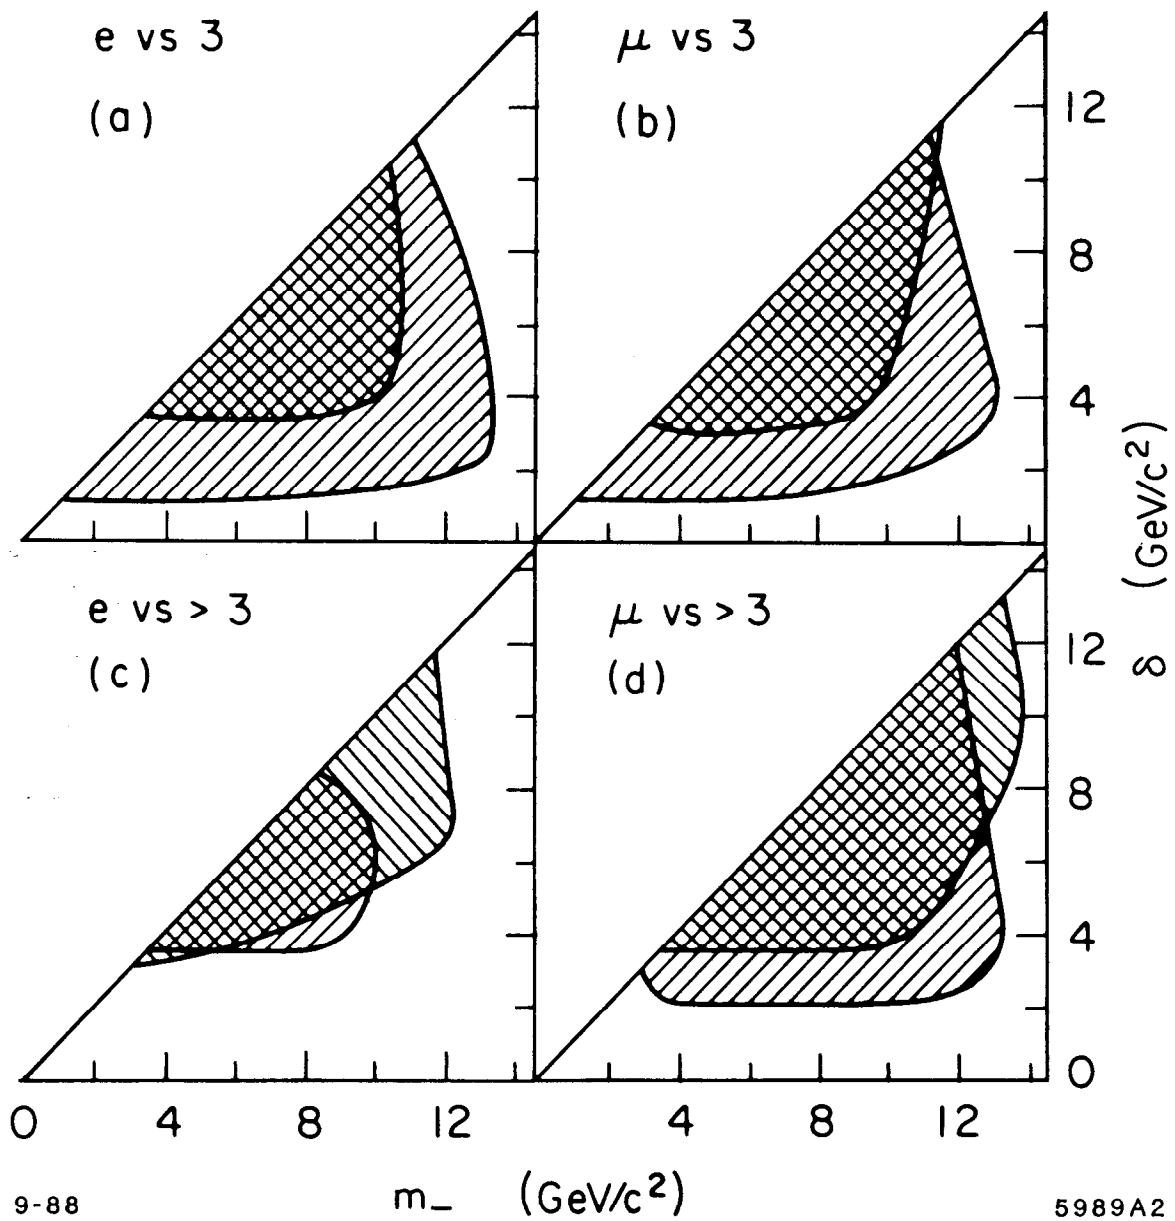 e vs 3
(a)
μ vs 3
(b)
12
8
4
e vs > 3
(c)
μ vs > 3
(d)
12
8
4
0
δ (GeV/c²)
0 4 8 12 4 8 12
m_ (GeV/c²)
9-88
5989A2